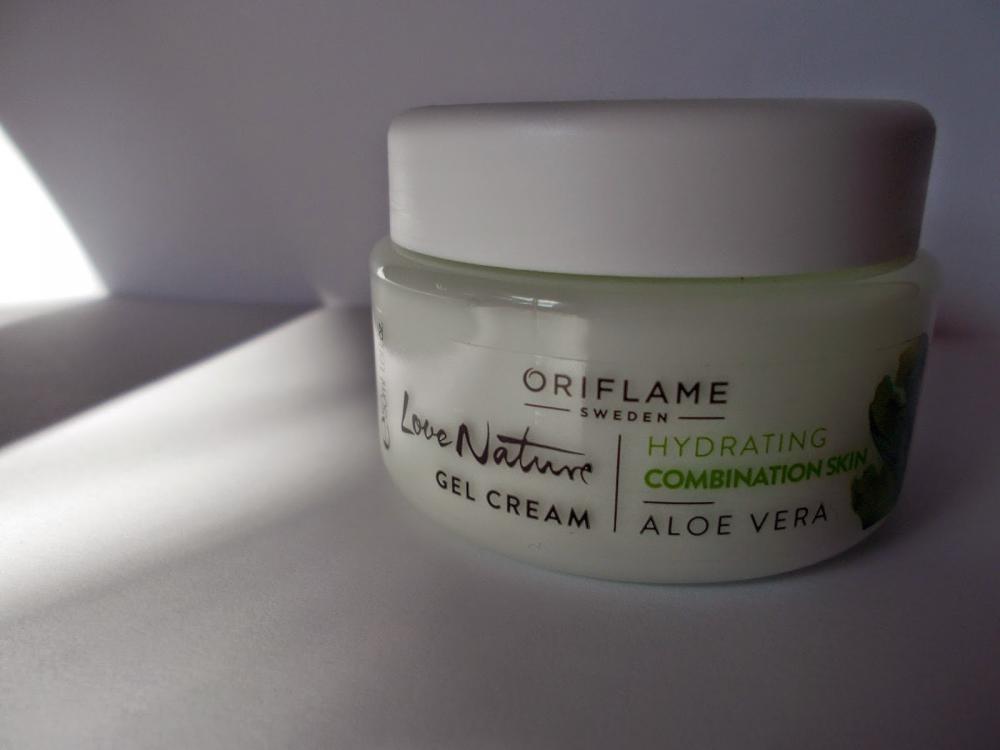 ORIFLAME
SWEDEN
Love Nature
GEL CREAM
HYDRATING
COMBINATION SKIN
ALOE VERA